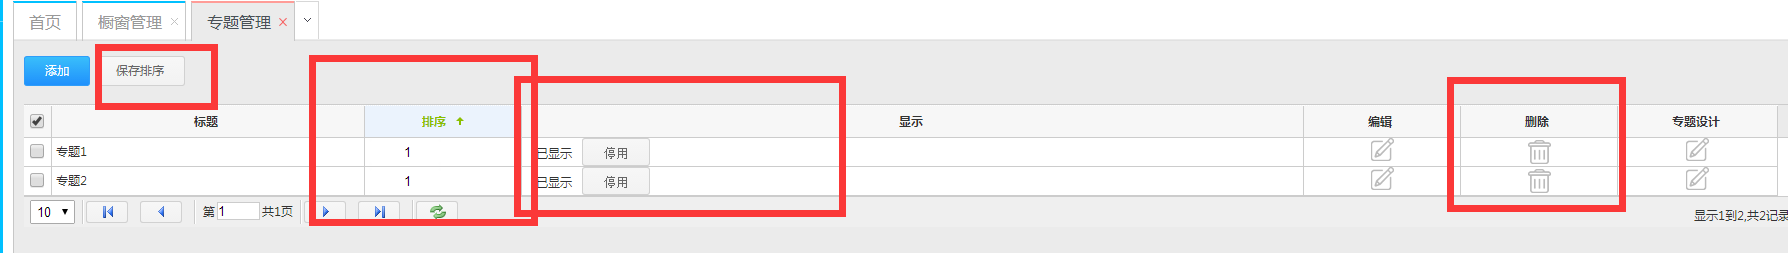 首页 橱窗管理 专题管理
添加 保存排序
标题 排序 显示 编辑 删除 专题设计
专题1 1 已显示 停用
专题2 1 已显示 停用
10 第 1 共1页
显示1到2,共2记录